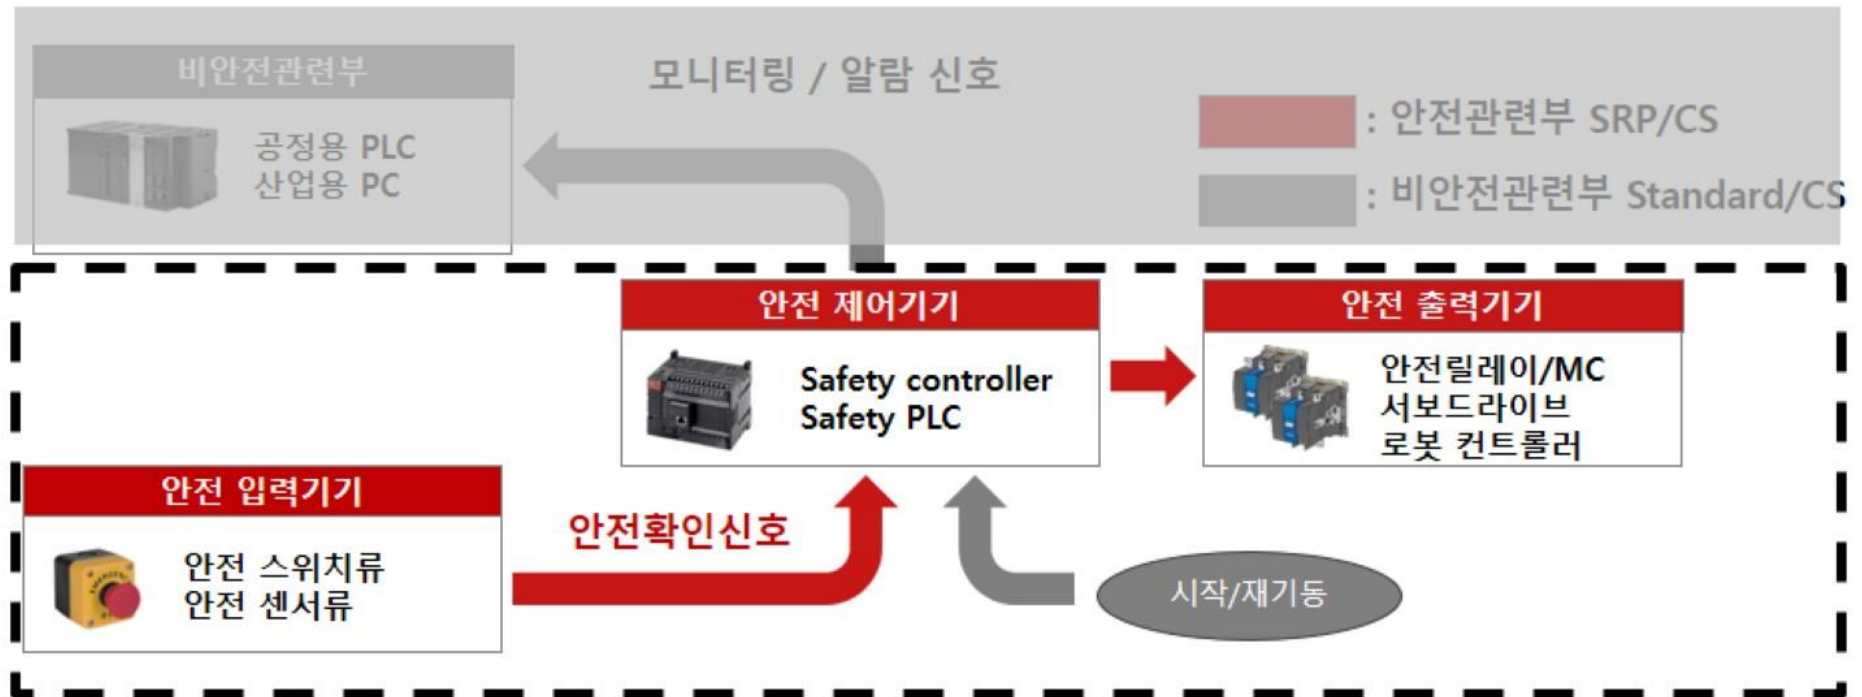 비안전관련부
공정용 PLC
산업용 PC
모니터링 / 알람 신호
: 안전관련부 SRP/CS
: 비안전관련부 Standard/CS
안전 제어기기
Safety controller
Safety PLC
안전 출력기기
안전릴레이/MC
서보드라이브
로봇 컨트롤러
안전 입력기기
안전 스위치류
안전 센서류
안전확인신호
시작/재기동